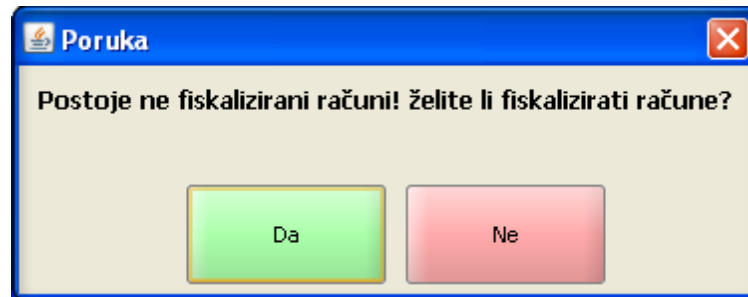 Poruka
Postoje ne fiskalizirani računi! želite li fiskalizirati račune?
Da
Ne